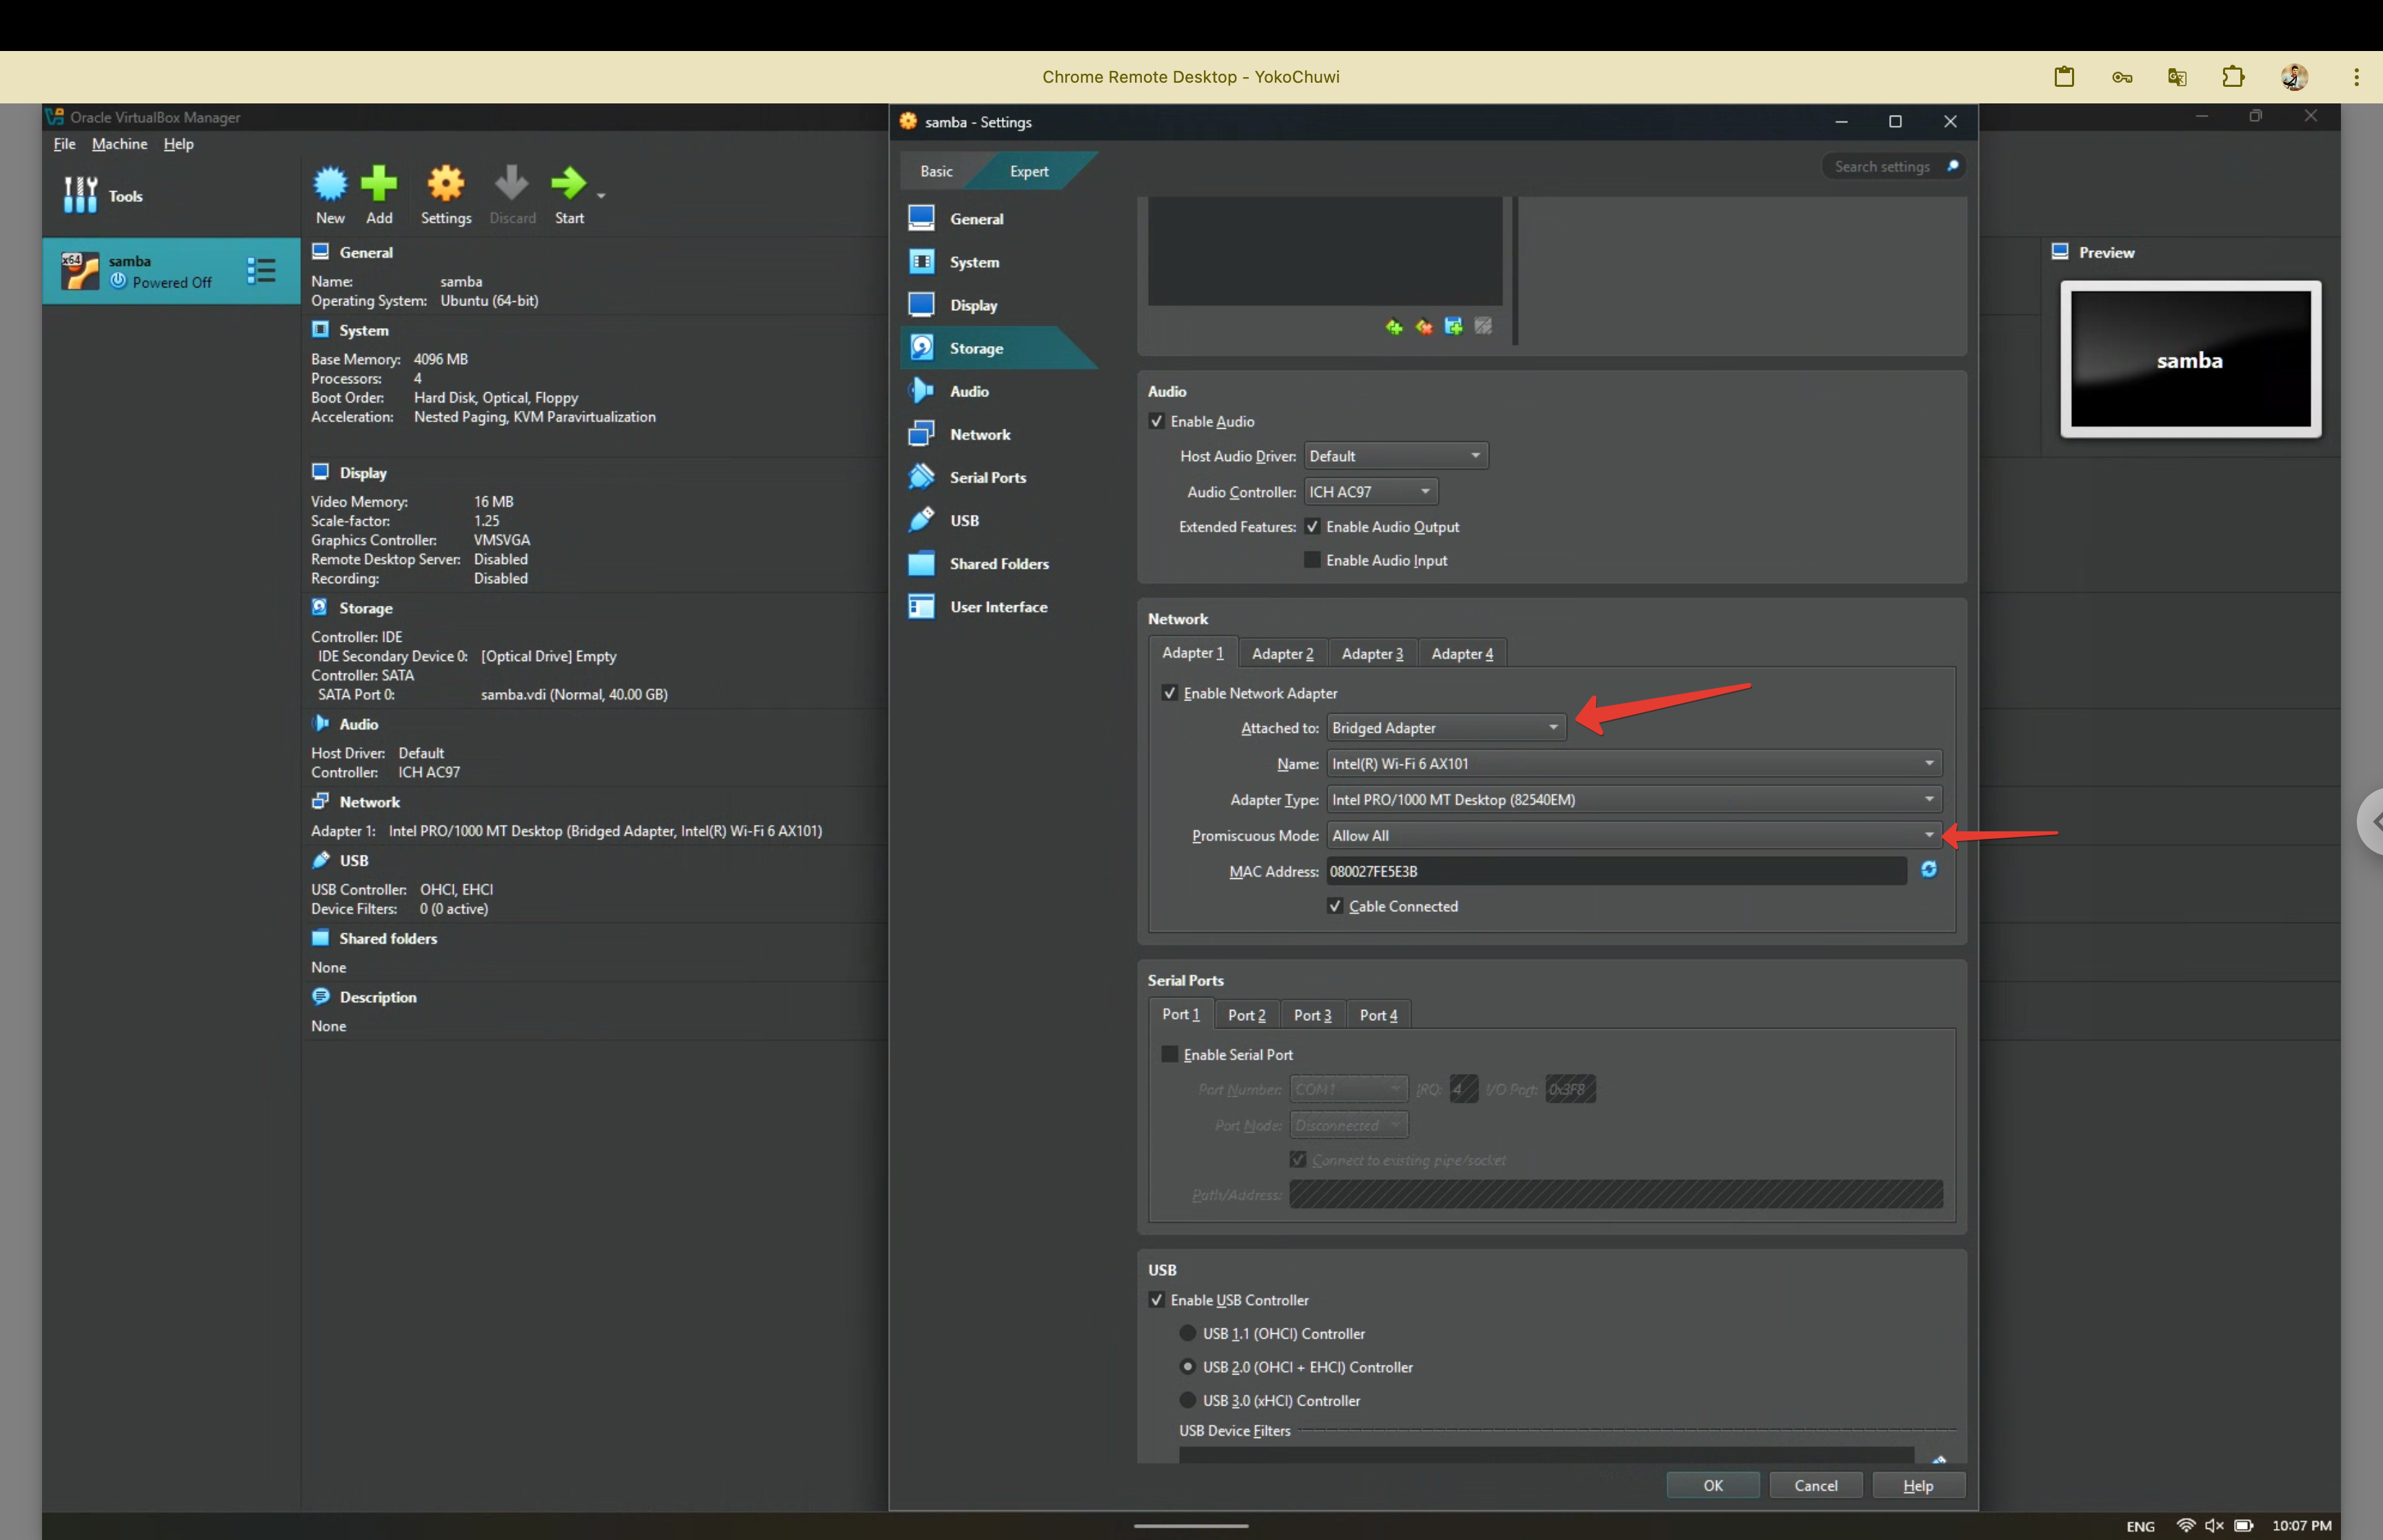 Chrome Remote Desktop - YokoChuwi
Oracle VirtualBox Manager
File Machine Help
Tools
New Add Settings Discard Start
samba
Powered Off
General
Name: samba
Operating System: Ubuntu (64-bit)
System
Base Memory: 4096 MB
Processors: 4
Boot Order: Hard Disk, Optical, Floppy
Acceleration: Nested Paging, KVM Paravirtualization
Display
Video Memory: 16 MB
Scale-factor: 1.25
Graphics Controller: VMSVGA
Remote Desktop Server: Disabled
Recording: Disabled
Storage
Controller: IDE
IDE Secondary Device 0: [Optical Drive] Empty
Controller: SATA
SATA Port 0: samba.vdi (Normal, 40.00 GB)
Audio
Host Driver: Default
Controller: ICH AC97
Network
Adapter 1: Intel PRO/1000 MT Desktop (Bridged Adapter, Intel(R) Wi-Fi 6 AX101)
USB
USB Controller: OHCI, EHCI
Device Filters: 0 (0 active)
Shared folders
None
Description
None
samba - Settings
Basic Expert
Search settings
General
System
Display
Storage
Audio
Network
Serial Ports
USB
Shared Folders
User Interface
Audio
Enable Audio
Host Audio Driver: Default
Audio Controller: ICH AC97
Extended Features: Enable Audio Output
Enable Audio Input
Network
Adapter 1 Adapter 2 Adapter 3 Adapter 4
Enable Network Adapter
Attached to: Bridged Adapter
Name: Intel(R) Wi-Fi 6 AX101
Adapter Type: Intel PRO/1000 MT Desktop (82540EM)
Promiscuous Mode: Allow All
MAC Address: 080027FE5E3B
Cable Connected
Serial Ports
Port 1 Port 2 Port 3 Port 4
Enable Serial Port
Port Number: COM1 IRQ: 4 I/O Port: 0x3F8
Port Mode: Disconnected
Connect to existing pipe/socket
Path/Address:
USB
Enable USB Controller
USB 1.1 (OHCI) Controller
USB 2.0 (OHCI + EHCI) Controller
USB 3.0 (xHCI) Controller
USB Device Filters
OK Cancel Help
Preview
samba
ENG 10:07 PM